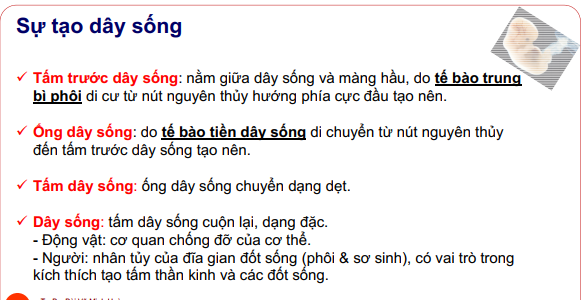 Sự tạo dây sống
✓ Tấm trước dây sống: nằm giữa dây sống và màng hầu, do tế bào trung
bì phôi di cư từ nút nguyên thủy hướng phía cực đầu tạo nên.
✓ Ống dây sống: do tế bào tiền dây sống di chuyển từ nút nguyên thủy
đến tấm trước dây sống tạo nên.
✓ Tấm dây sống: ống dây sống chuyển dạng dẹt.
✓ Dây sống: tấm dây sống cuộn lại, dạng đặc.
- Động vật: cơ quan chống đỡ của cơ thể.
- Người: nhân tủy của đĩa gian đốt sống (phôi & sơ sinh), có vai trò trong
kích thích tạo tấm thần kinh và các đốt sống.